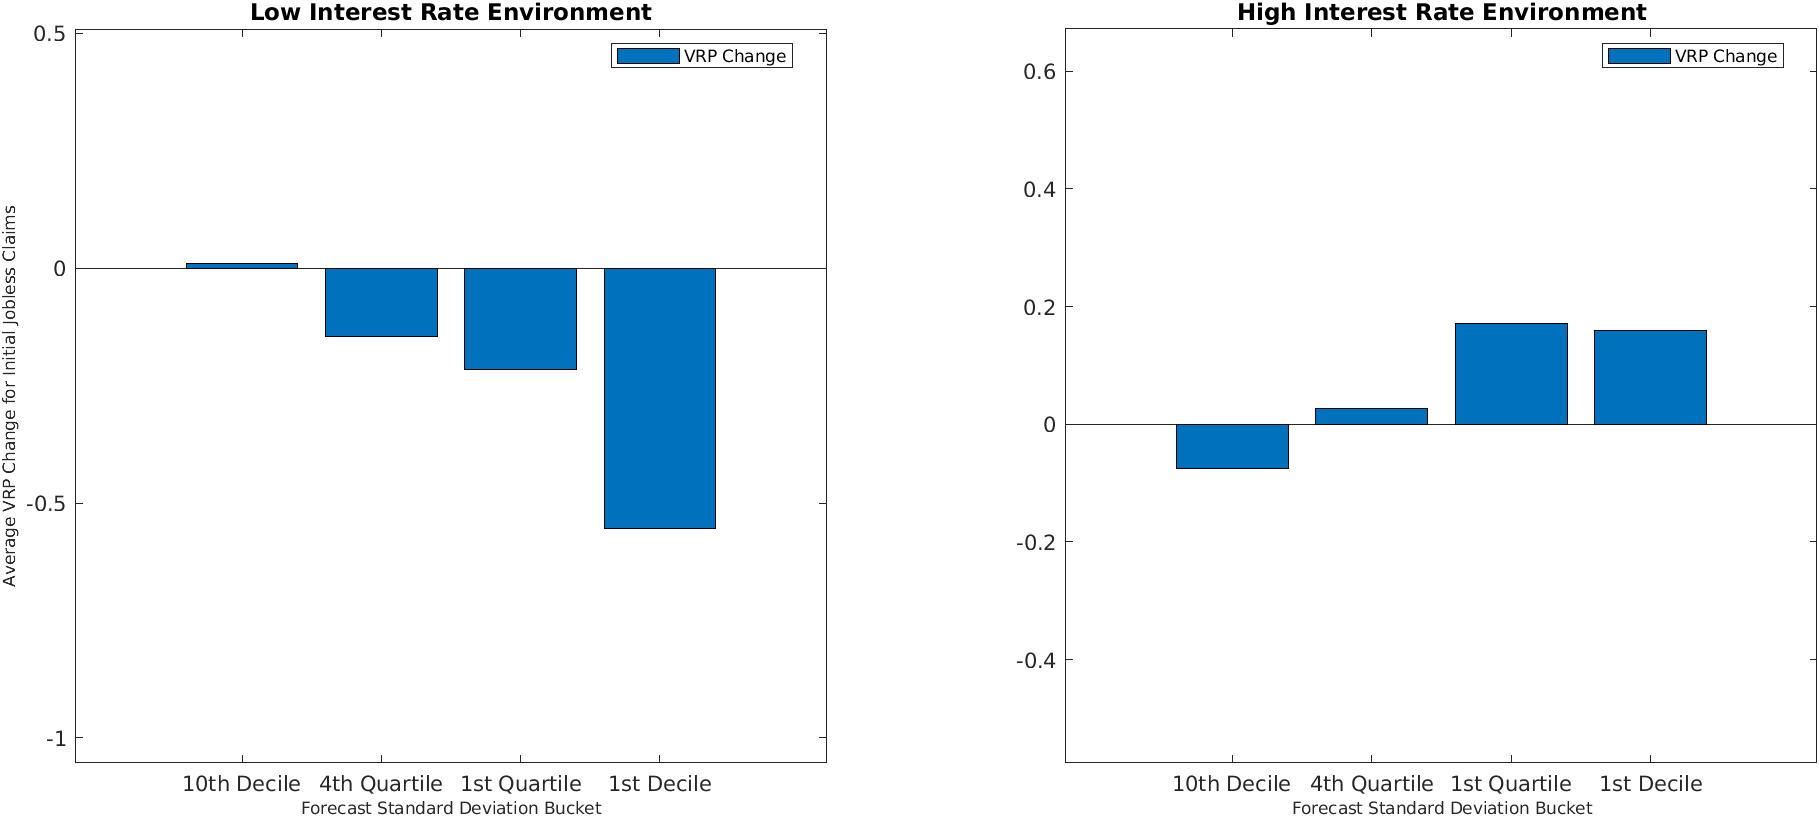 Low Interest Rate Environment
VRP Change
0.5
0
-0.5
-1
Average VRP Change for Initial Jobless Claims
10th Decile 4th Quartile 1st Quartile 1st Decile
Forecast Standard Deviation Bucket
High Interest Rate Environment
VRP Change
0.6
0.4
0.2
0
-0.2
-0.4
10th Decile 4th Quartile 1st Quartile 1st Decile
Forecast Standard Deviation Bucket